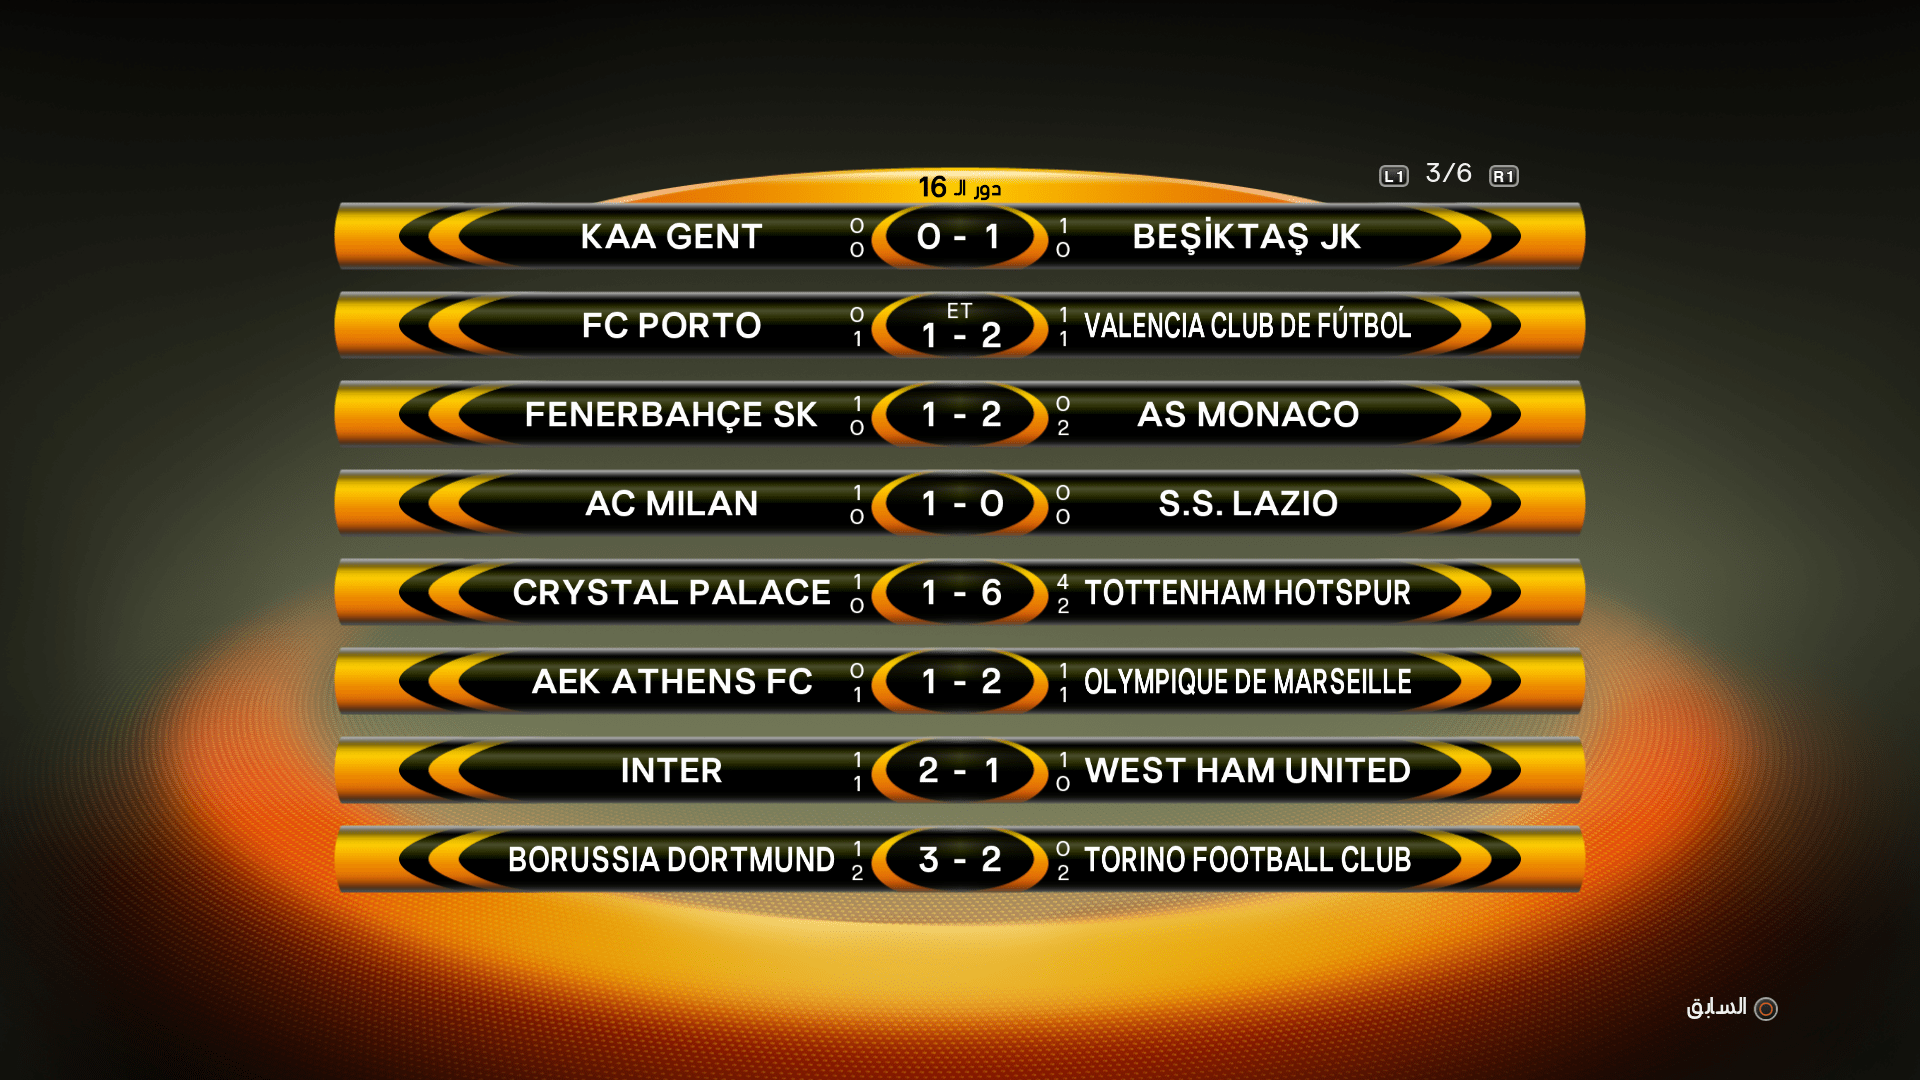 L1 3/6 R1
دور الـ 16
KAA GENT 0 0 0 - 1 1 0 BEŞİKTAŞ JK
FC PORTO 0 1 ET 1 - 2 1 1 VALENCIA CLUB DE FÚTBOL
FENERBAHÇE SK 1 0 1 - 2 0 2 AS MONACO
AC MILAN 1 0 1 - 0 0 0 S.S. LAZIO
CRYSTAL PALACE 1 0 1 - 6 4 2 TOTTENHAM HOTSPUR
AEK ATHENS FC 0 1 1 - 2 1 1 OLYMPIQUE DE MARSEILLE
INTER 1 1 2 - 1 1 0 WEST HAM UNITED
BORUSSIA DORTMUND 1 2 3 - 2 0 2 TORINO FOOTBALL CLUB
السابق